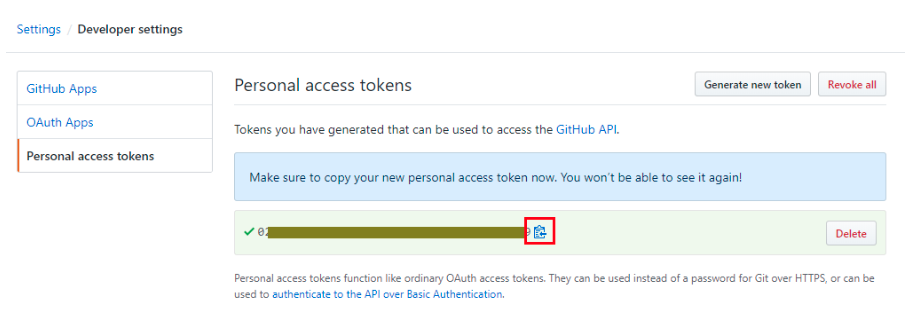 Settings / Developer settings
GitHub Apps
OAuth Apps
Personal access tokens
Personal access tokens
Generate new token
Revoke all
Tokens you have generated that can be used to access the GitHub API.
Make sure to copy your new personal access token now. You won't be able to see it again!
02
Delete
Personal access tokens function like ordinary OAuth access tokens. They can be used instead of a password for Git over HTTPS, or can be
used to authenticate to the API over Basic Authentication.